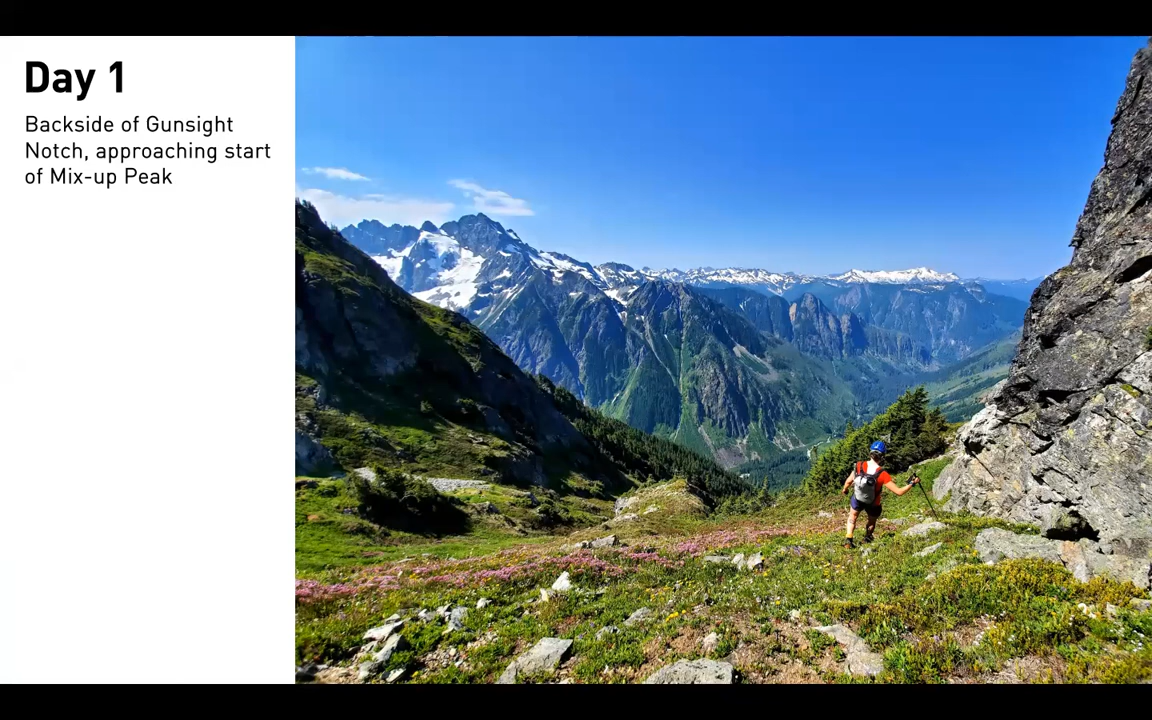 Day 1
Backside of Gunsight
Notch, approaching start
of Mix-up Peak